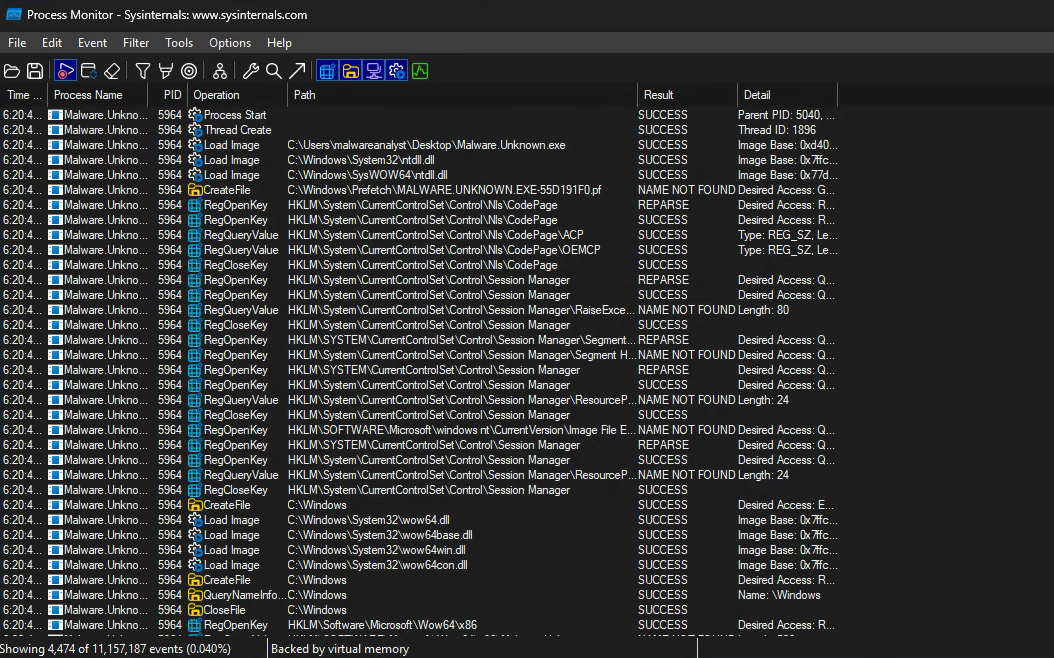 Process Monitor - Sysinternals: www.sysinternals.com
File Edit Event Filter Tools Options Help
Time ... Process Name PID Operation Path Result Detail
6:20:4... Malware.Unkno... 5964 Process Start SUCCESS Parent PID: 5040, ...
6:20:4... Malware.Unkno... 5964 Thread Create SUCCESS Thread ID: 1896
6:20:4... Malware.Unkno... 5964 Load Image C:\Users\malwareanalyst\Desktop\Malware.Unknown.exe SUCCESS Image Base: 0xd40...
6:20:4... Malware.Unkno... 5964 Load Image C:\Windows\System32\ntdll.dll SUCCESS Image Base: 0x7ffc...
6:20:4... Malware.Unkno... 5964 Load Image C:\Windows\SysWOW64\ntdll.dll SUCCESS Image Base: 0x77d...
6:20:4... Malware.Unkno... 5964 CreateFile C:\Windows\Prefetch\MALWARE.UNKNOWN.EXE-55D191F0.pf NAME NOT FOUND Desired Access: G...
6:20:4... Malware.Unkno... 5964 RegOpenKey HKLM\System\CurrentControlSet\Control\Nls\CodePage REPARSE Desired Access: R...
6:20:4... Malware.Unkno... 5964 RegOpenKey HKLM\System\CurrentControlSet\Control\Nls\CodePage SUCCESS Desired Access: R...
6:20:4... Malware.Unkno... 5964 RegQueryValue HKLM\System\CurrentControlSet\Control\Nls\CodePage\ACP SUCCESS Type: REG_SZ, Le...
6:20:4... Malware.Unkno... 5964 RegQueryValue HKLM\System\CurrentControlSet\Control\Nls\CodePage\OEMCP SUCCESS Type: REG_SZ, Le...
6:20:4... Malware.Unkno... 5964 RegCloseKey HKLM\System\CurrentControlSet\Control\Nls\CodePage SUCCESS
6:20:4... Malware.Unkno... 5964 RegOpenKey HKLM\System\CurrentControlSet\Control\Session Manager REPARSE Desired Access: Q...
6:20:4... Malware.Unkno... 5964 RegOpenKey HKLM\System\CurrentControlSet\Control\Session Manager SUCCESS Desired Access: Q...
6:20:4... Malware.Unkno... 5964 RegQueryValue HKLM\System\CurrentControlSet\Control\Session Manager\RaiseExce... NAME NOT FOUND Length: 80
6:20:4... Malware.Unkno... 5964 RegCloseKey HKLM\System\CurrentControlSet\Control\Session Manager SUCCESS
6:20:4... Malware.Unkno... 5964 RegOpenKey HKLM\SYSTEM\CurrentControlSet\Control\Session Manager\Segment... REPARSE Desired Access: Q...
6:20:4... Malware.Unkno... 5964 RegOpenKey HKLM\System\CurrentControlSet\Control\Session Manager\Segment H... NAME NOT FOUND Desired Access: Q...
6:20:4... Malware.Unkno... 5964 RegOpenKey HKLM\SYSTEM\CurrentControlSet\Control\Session Manager REPARSE Desired Access: Q...
6:20:4... Malware.Unkno... 5964 RegOpenKey HKLM\System\CurrentControlSet\Control\Session Manager SUCCESS Desired Access: Q...
6:20:4... Malware.Unkno... 5964 RegQueryValue HKLM\System\CurrentControlSet\Control\Session Manager\ResourceP... NAME NOT FOUND Length: 24
6:20:4... Malware.Unkno... 5964 RegCloseKey HKLM\System\CurrentControlSet\Control\Session Manager SUCCESS
6:20:4... Malware.Unkno... 5964 RegOpenKey HKLM\SOFTWARE\Microsoft\windows nt\CurrentVersion\Image File E... NAME NOT FOUND Desired Access: Q...
6:20:4... Malware.Unkno... 5964 RegOpenKey HKLM\SYSTEM\CurrentControlSet\Control\Session Manager REPARSE Desired Access: Q...
6:20:4... Malware.Unkno... 5964 RegOpenKey HKLM\System\CurrentControlSet\Control\Session Manager SUCCESS Desired Access: Q...
6:20:4... Malware.Unkno... 5964 RegQueryValue HKLM\System\CurrentControlSet\Control\Session Manager\ResourceP... NAME NOT FOUND Length: 24
6:20:4... Malware.Unkno... 5964 RegCloseKey HKLM\System\CurrentControlSet\Control\Session Manager SUCCESS
6:20:4... Malware.Unkno... 5964 CreateFile C:\Windows SUCCESS Desired Access: E...
6:20:4... Malware.Unkno... 5964 Load Image C:\Windows\System32\wow64.dll SUCCESS Image Base: 0x7ffc...
6:20:4... Malware.Unkno... 5964 Load Image C:\Windows\System32\wow64base.dll SUCCESS Image Base: 0x7ffc...
6:20:4... Malware.Unkno... 5964 Load Image C:\Windows\System32\wow64win.dll SUCCESS Image Base: 0x7ffc...
6:20:4... Malware.Unkno... 5964 Load Image C:\Windows\System32\wow64con.dll SUCCESS Image Base: 0x7ffc...
6:20:4... Malware.Unkno... 5964 CreateFile C:\Windows SUCCESS Desired Access: R...
6:20:4... Malware.Unkno... 5964 QueryNameInfo... C:\Windows SUCCESS Name: \Windows
6:20:4... Malware.Unkno... 5964 CloseFile C:\Windows SUCCESS
6:20:4... Malware.Unkno... 5964 RegOpenKey HKLM\Software\Microsoft\Wow64\x86 SUCCESS Desired Access: R...
Showing 4,474 of 11,157,187 events (0.040%) Backed by virtual memory